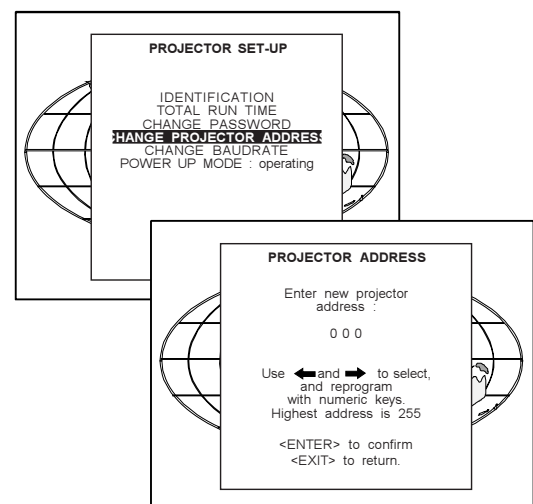 PROJECTOR SET-UP
IDENTIFICATION
TOTAL RUN TIME
CHANGE PASSWORD
CHANGE PROJECTOR ADDRESS
CHANGE BAUDRATE
POWER UP MODE : operating
PROJECTOR ADDRESS
Enter new projector
address :
0 0 0
Use ⬅ and ➡ to select,
and reprogram
with numeric keys.
Highest address is 255
<ENTER> to confirm
<EXIT> to return.